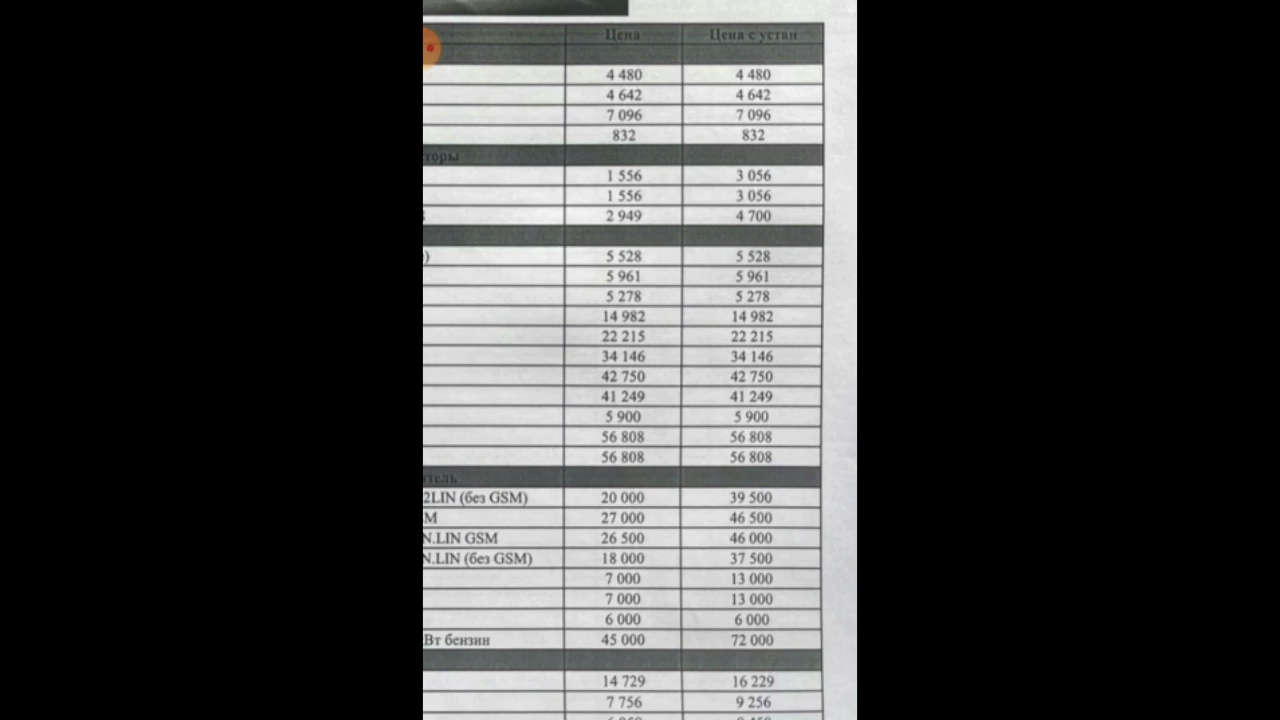 Цена Цена с устан
4 480 4 480
4 642 4 642
7 096 7 096
832 832
1 556 3 056
1 556 3 056
2 949 4 700
5 528 5 528
5 961 5 961
5 278 5 278
14 982 14 982
22 215 22 215
34 146 34 146
42 750 42 750
41 249 41 249
5 900 5 900
56 808 56 808
56 808 56 808
2LIN (без GSM) 20 000 39 500
M 27 000 46 500
N.LIN GSM 26 500 46 000
N.LIN (без GSM) 18 000 37 500
7 000 13 000
7 000 13 000
6 000 6 000
Вт бензин 45 000 72 000
14 729 16 229
7 756 9 256